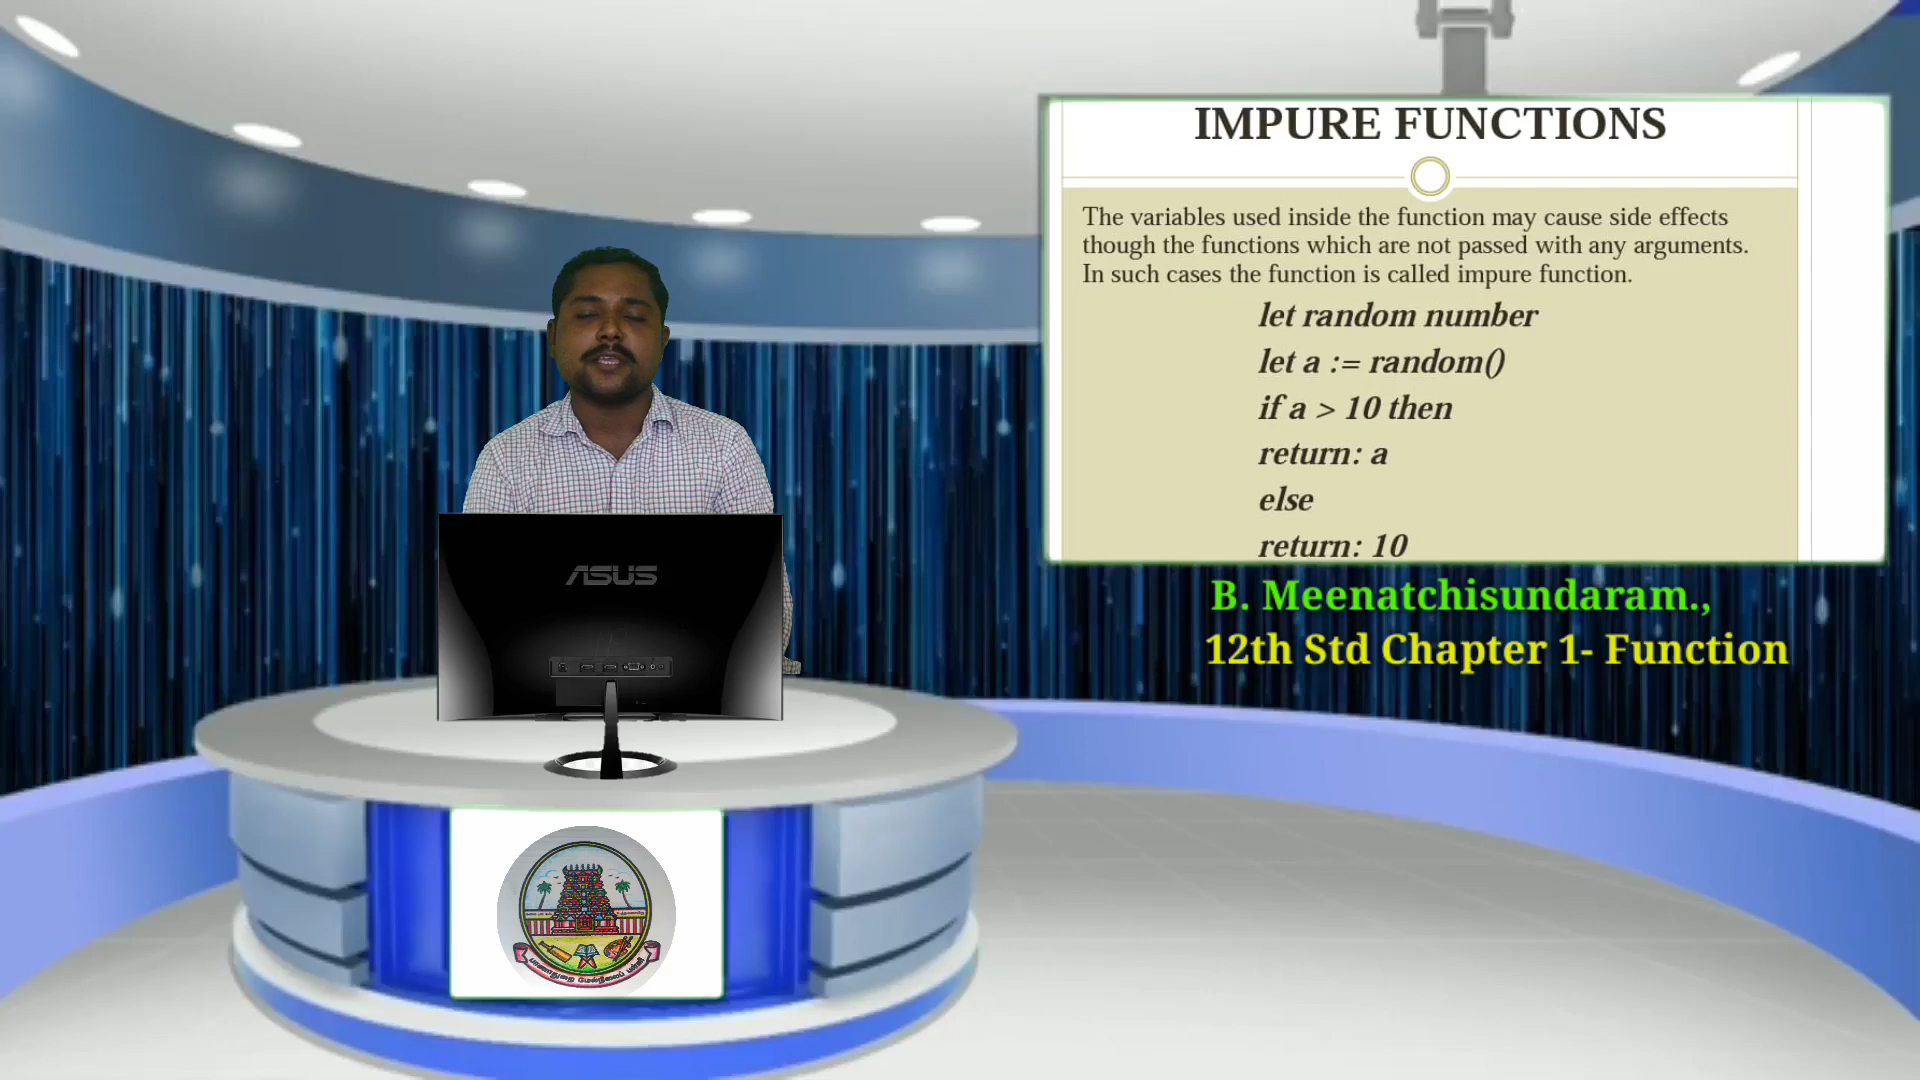 IMPURE FUNCTIONS
The variables used inside the function may cause side effects
though the functions which are not passed with any arguments.
In such cases the function is called impure function.
let random number
let a := random()
if a > 10 then
return: a
else
return: 10
B. Meenatchisundaram.,
12th Std Chapter 1- Function
ASUS